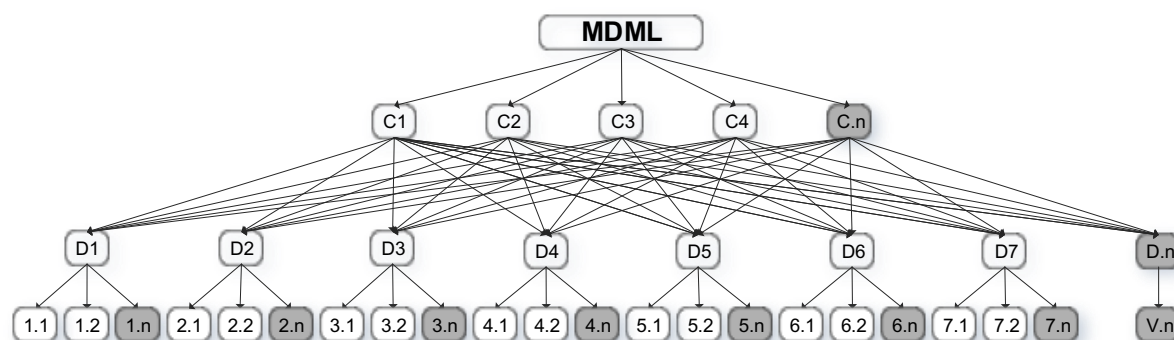 MDML
C1 C2 C3 C4 C.n
D1 D2 D3 D4 D5 D6 D7 D.n
1.1 1.2 1.n 2.1 2.2 2.n 3.1 3.2 3.n 4.1 4.2 4.n 5.1 5.2 5.n 6.1 6.2 6.n 7.1 7.2 7.n V.n